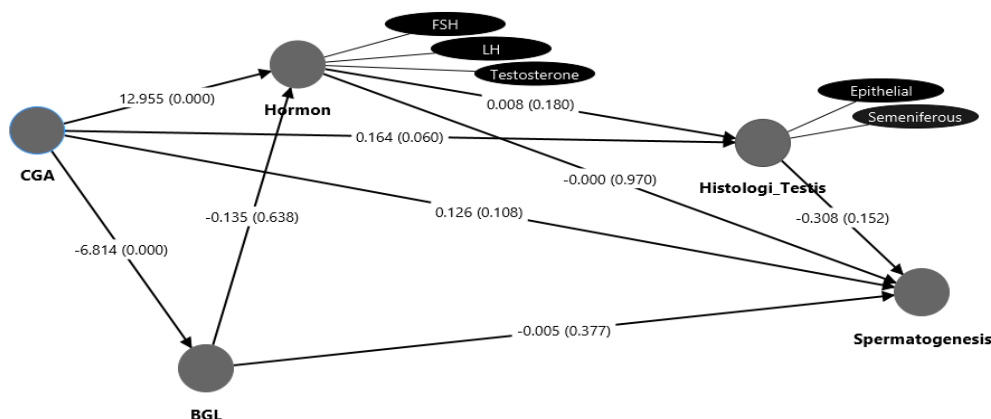 FSH
LH
Testosterone
Hormon
12.955 (0.000)
0.008 (0.180)
Epithelial
Semeniferous
0.164 (0.060)
CGA
-0.000 (0.970)
Histologi_Testis
-0.135 (0.638)
0.126 (0.108)
-0.308 (0.152)
-6.814 (0.000)
-0.005 (0.377)
Spermatogenesis
BGL